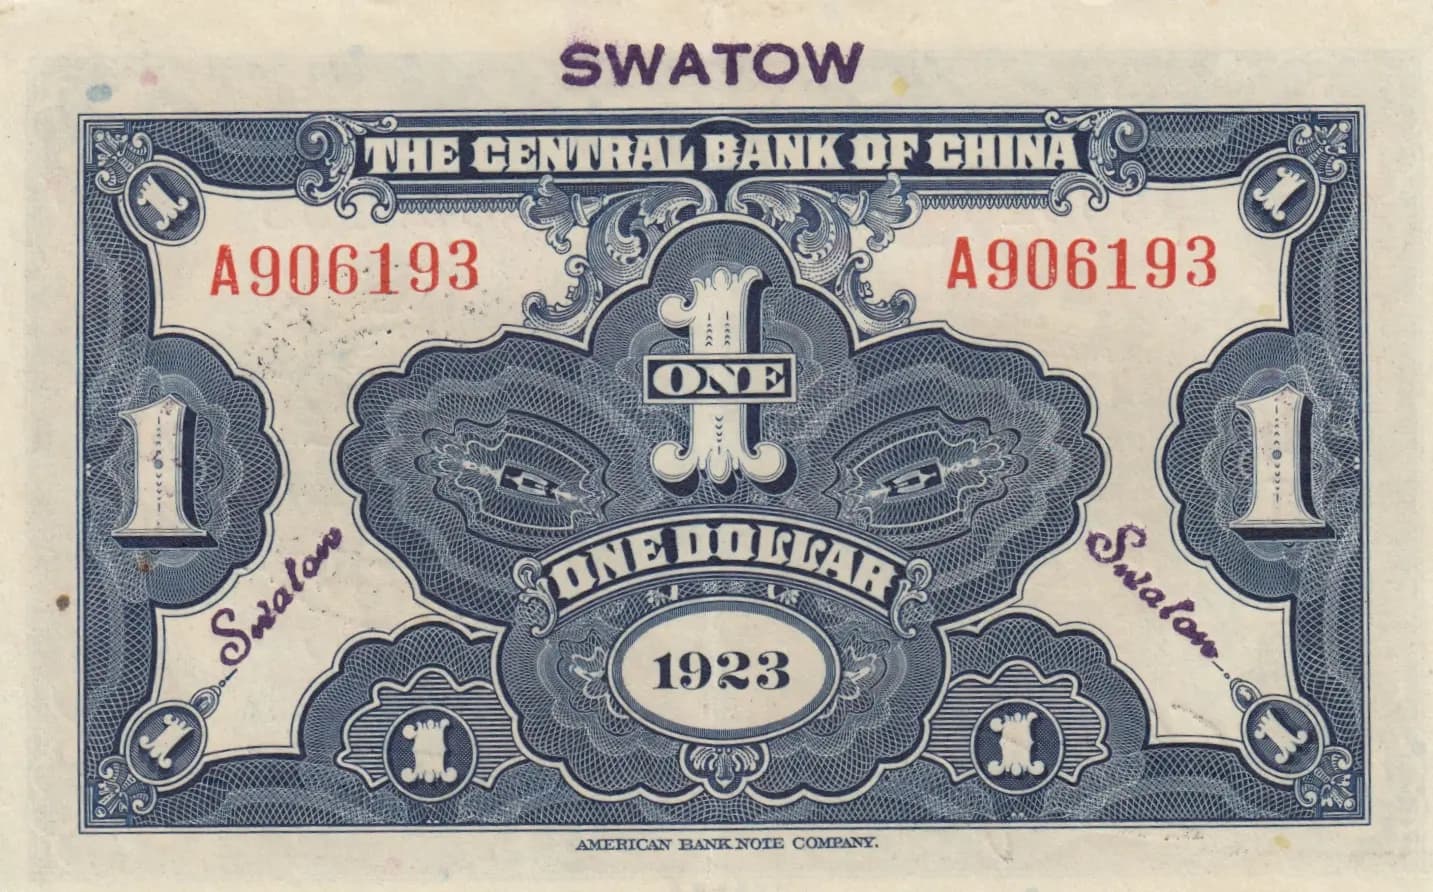 SWATOW
THE CENTRAL BANK OF CHINA
1 1
A906193 A906193
1
ONE
1 1
ONE DOLLAR
Swatow Swatow
1923
1 1 1 1
AMERICAN BANK NOTE COMPANY.